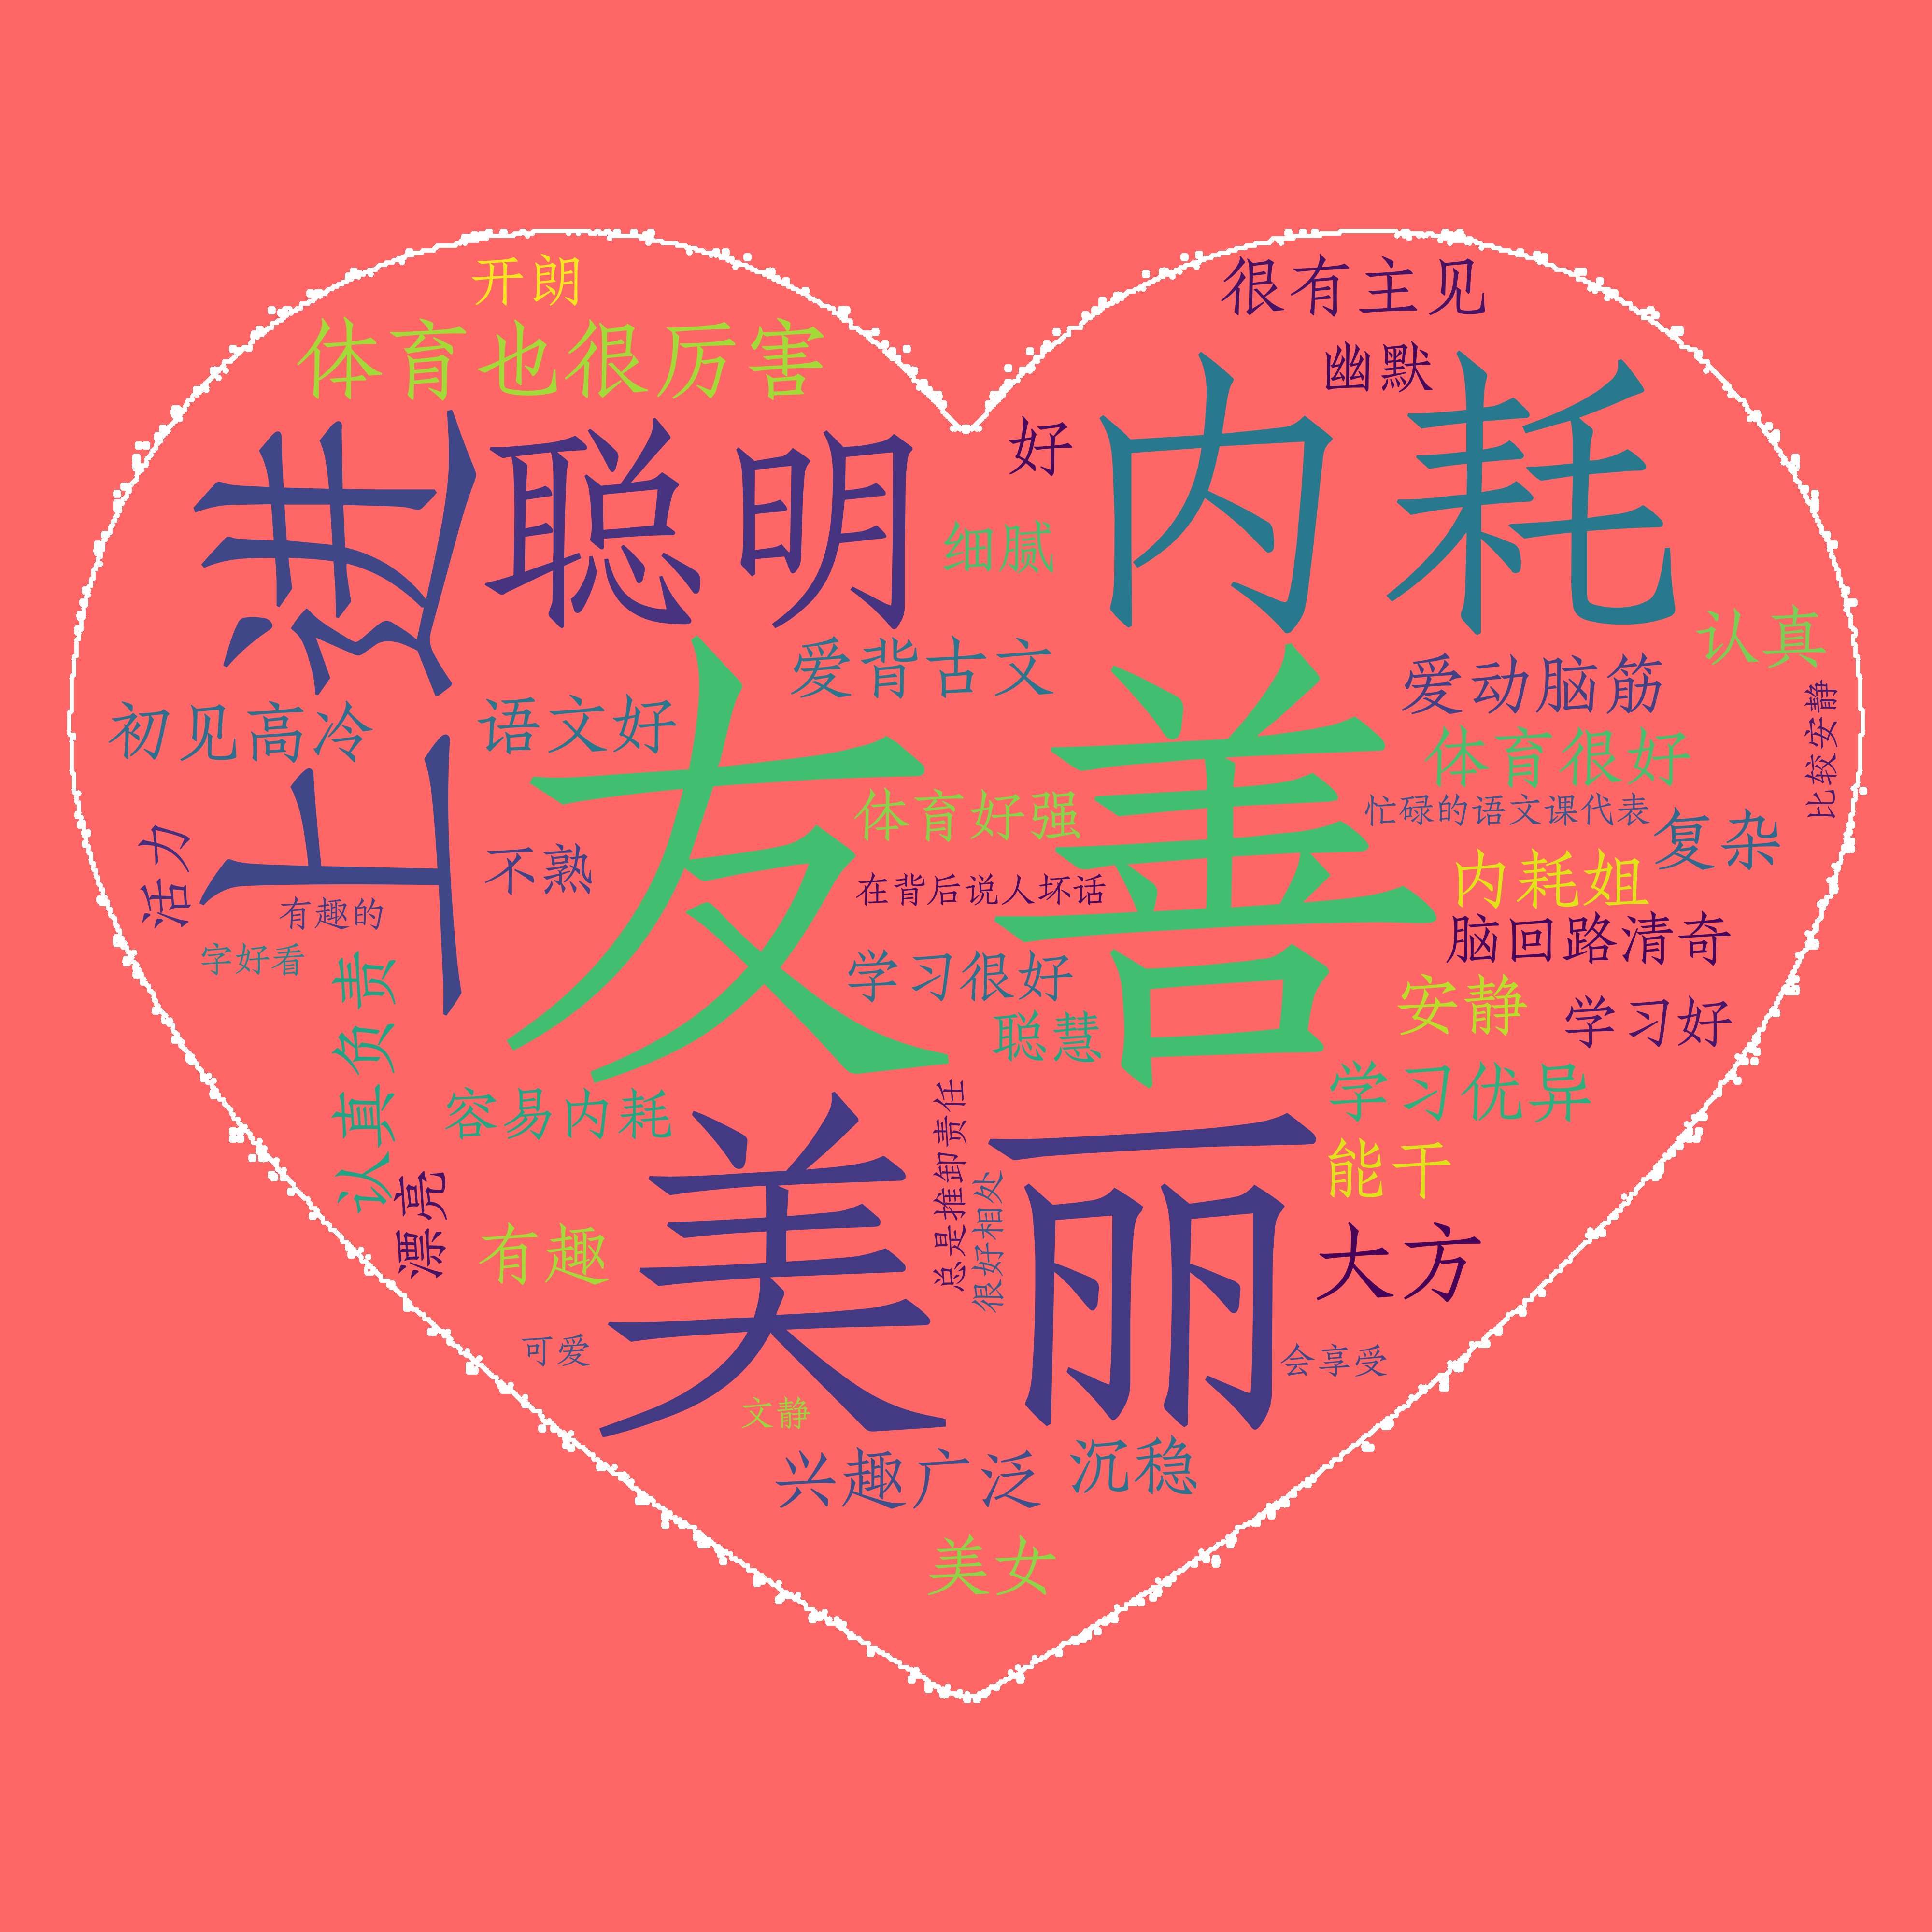 开朗
很有主见
体育也很厉害
幽默
好
内耗
聪明
上进
细腻
认真
爱背古文
爱动脑筋
初见高冷
语文好
体育很好
比较安静
友善
体育好强
忙碌的语文课代表
复杂
活力
不熟
内耗姐
在背后说人坏话
有趣的
脑回路清奇
字好看
学习很好
安静
学习好
聪慧
认真负责
容易内耗
学习优异
总是推卸责任
能干
漂亮
很好相处
美丽
有趣
大方
可爱
会享受
文静
兴趣广泛
沉稳
美女